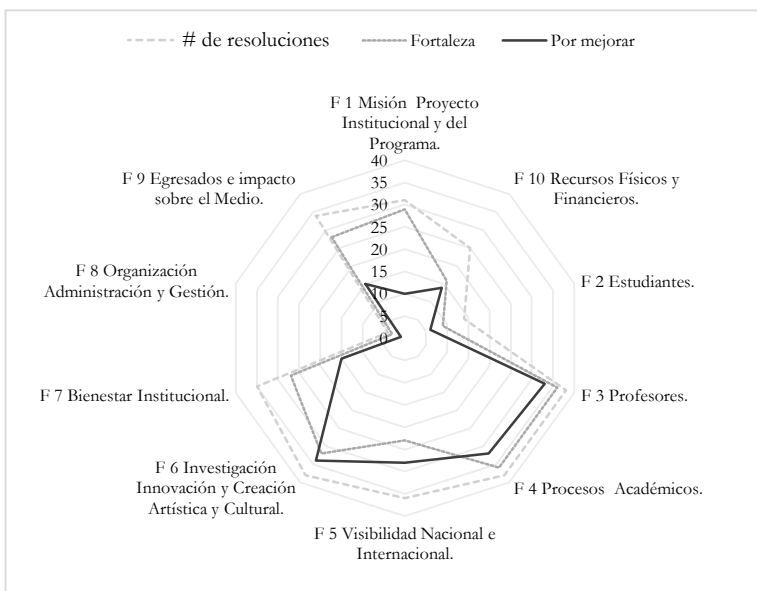 # de resoluciones
Fortaleza
Por mejorar
F 1 Misión Proyecto
Institucional y del
Programa.
40
35
30
25
20
15
10
5
0
F 10 Recursos Físicos y
Financieros.
F 2 Estudiantes.
F 3 Profesores.
F 4 Procesos Académicos.
F 5 Visibilidad Nacional e
Internacional.
F 6 Investigación
Innovación y Creación
Artística y Cultural.
F 7 Bienestar Institucional.
F 8 Organización
Administración y Gestión.
F 9 Egresados e impacto
sobre el Medio.